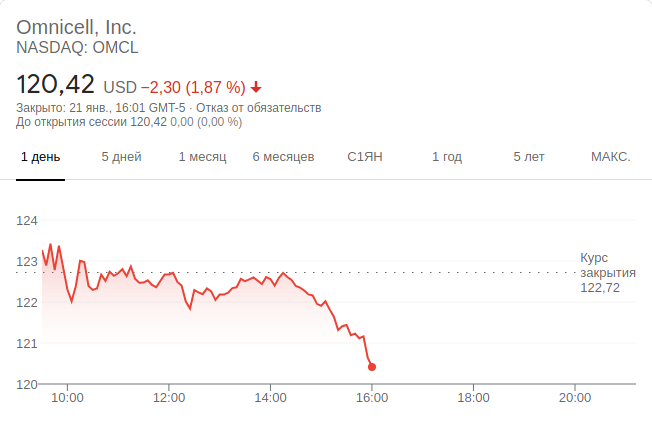 Omnicell, Inc.
NASDAQ: OMCL
120,42 USD −2,30 (1,87 %)
Закрыто: 21 янв., 16:01 GMT-5 · Отказ от обязательств
До открытия сессии 120,42 0,00 (0,00 %)
1 день 5 дней 1 месяц 6 месяцев С1ЯН 1 год 5 лет МАКС.
124
123
122
121
120
Курс
закрытия
122,72
10:00 12:00 14:00 16:00 18:00 20:00